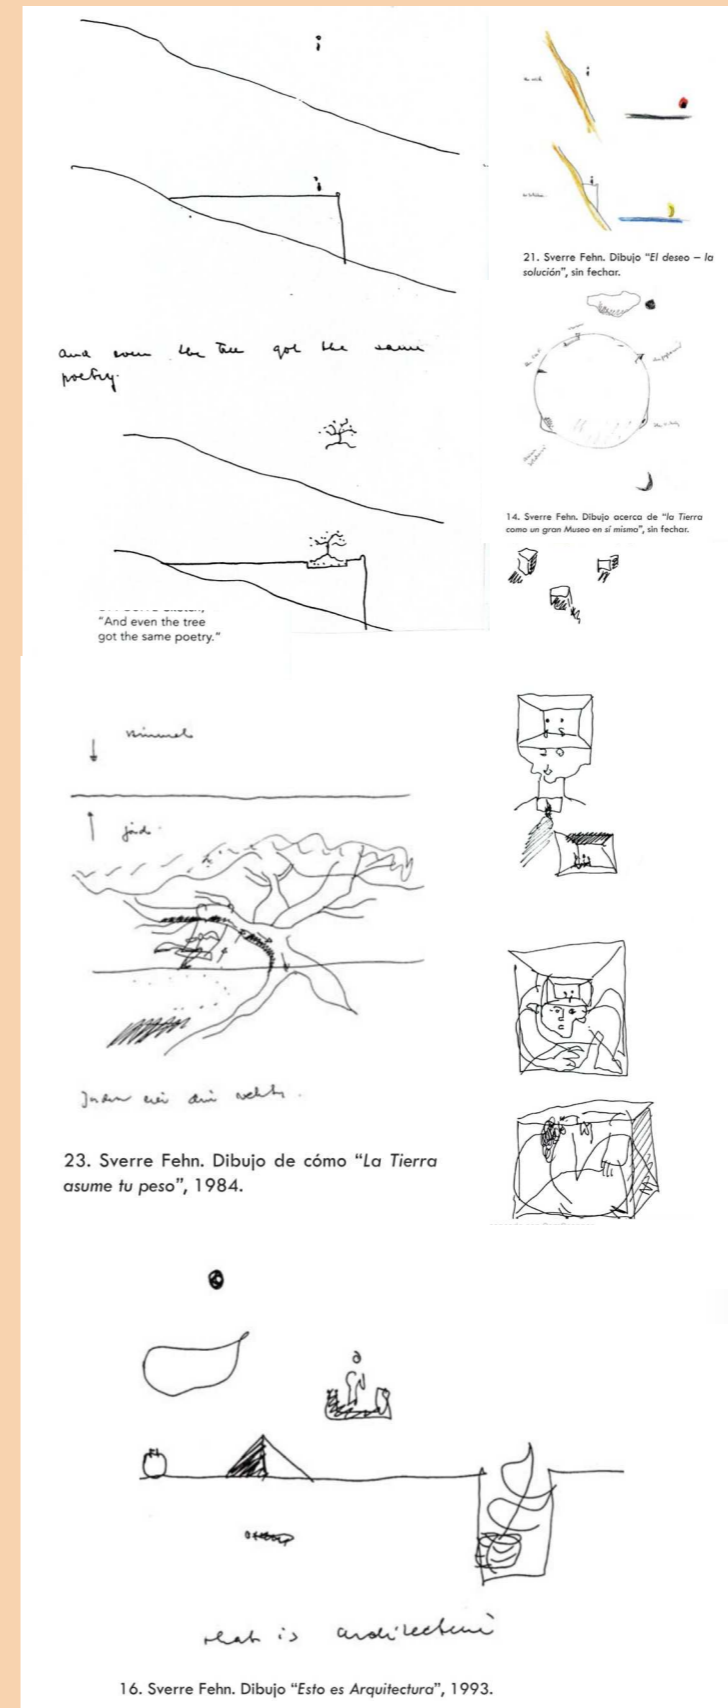 and even the tree got the same
poetry.
"And even the tree
got the same poetry."
21. Sverre Fehn. Dibujo "El deseo – la
solución", sin fechar.
14. Sverre Fehn. Dibujo acerca de "la Tierra
como un gran Museo en sí mismo", sin fechar.
himmel
jord.
23. Sverre Fehn. Dibujo de cómo "La Tierra
asume tu peso", 1984.
that is
16. Sverre Fehn. Dibujo "Esto es Arquitectura", 1993.